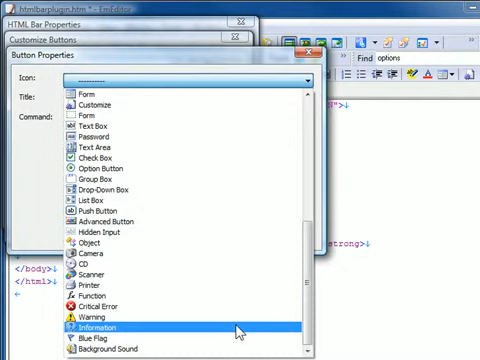 htmlbarplugin.htm * - EmEditor
HTML Bar Properties
Customize Buttons
Button Properties
Find options
Icon: ----------
Title:
Command:
Form
Customize
Form
Text Box
Password
Text Area
Check Box
Option Button
Group Box
Drop-Down Box
List Box
Push Button
Advanced Button
Hidden Input
Object
Camera
CD
Scanner
Printer
Function
Critical Error
Warning
Information
Blue Flag
Background Sound
">↓
strong>↓
</body>↓
</html>↓